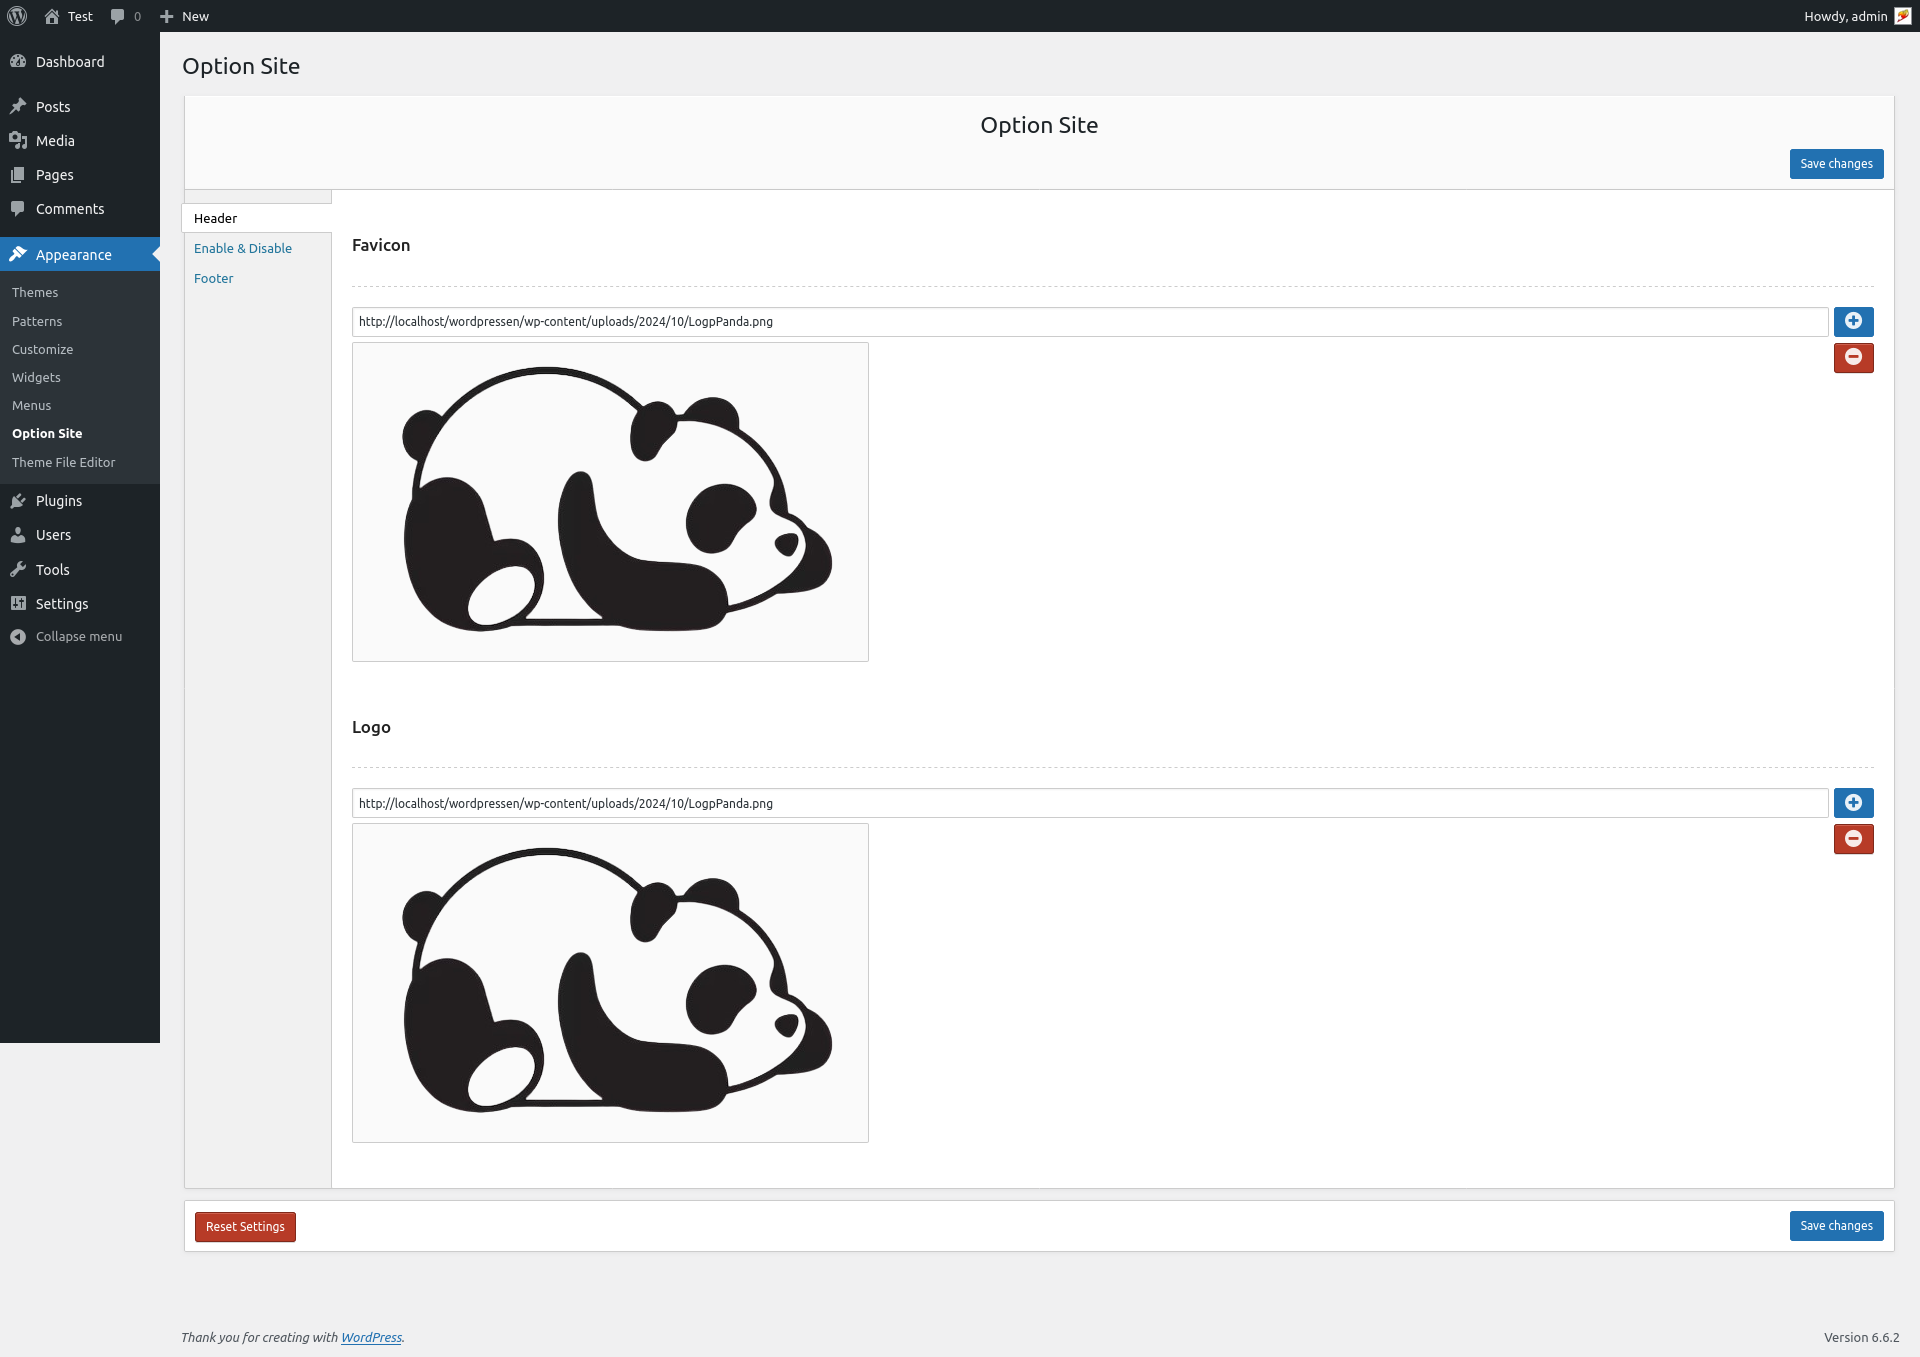 Test
0
New
Howdy, admin
Dashboard
Posts
Media
Pages
Comments
Appearance
Themes
Patterns
Customize
Widgets
Menus
Option Site
Theme File Editor
Plugins
Users
Tools
Settings
Collapse menu
Option Site
Option Site
Save changes
Header
Enable & Disable
Footer
Favicon
http://localhost/wordpressen/wp-content/uploads/2024/10/LogpPanda.png
Logo
http://localhost/wordpressen/wp-content/uploads/2024/10/LogpPanda.png
Reset Settings
Save changes
Thank you for creating with WordPress.
Version 6.6.2